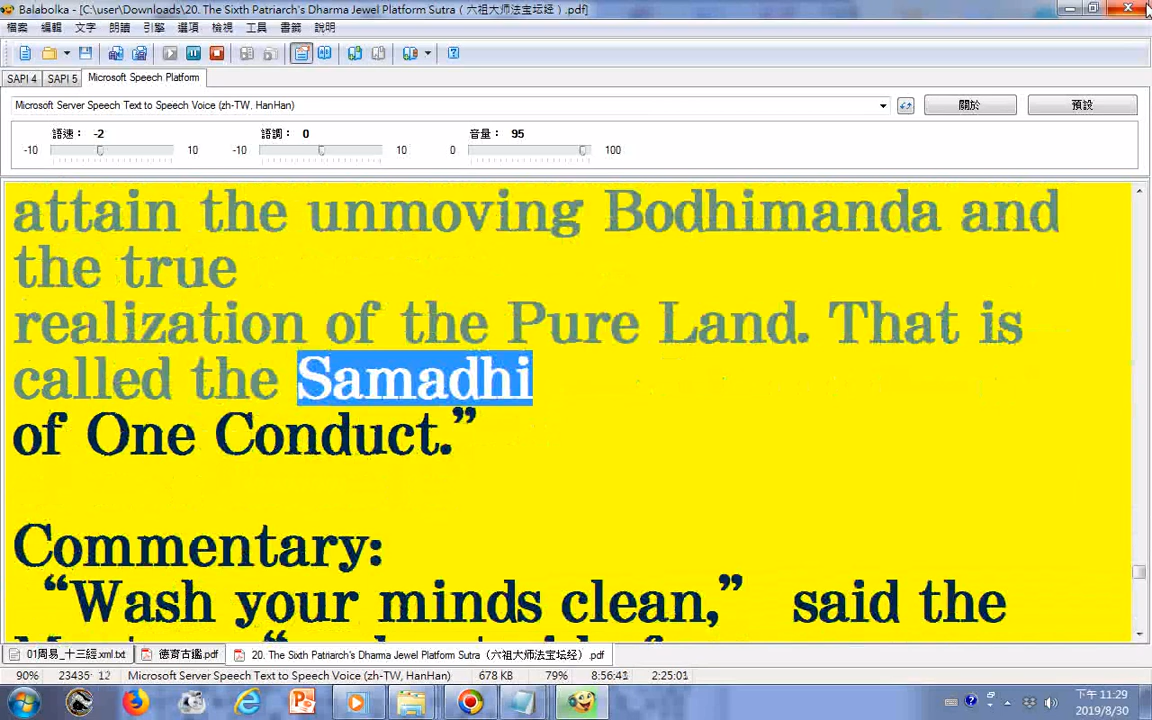 Balabolka - [C:\user\Downloads\20. The Sixth Patriarch's Dharma Jewel Platform Sutra（六祖大师法宝坛经）.pdf]
檔案 編輯 文字 朗讀 引擎 選項 檢視 工具 書籤 說明
SAPI 4 SAPI 5 Microsoft Speech Platform
Microsoft Server Speech Text to Speech Voice (zh-TW, HanHan) 關於 預設
語速： -2 語調： 0 音量： 95
-10 10 -10 10 0 100
attain the unmoving Bodhimanda and
the true
realization of the Pure Land. That is
called the Samadhi
of One Conduct.”
Commentary:
“Wash your minds clean,” said the
01周易_十三經.xml.txt 德育古鑑.pdf 20. The Sixth Patriarch's Dharma Jewel Platform Sutra（六祖大师法宝坛经）.pdf
90% 23435: 12 Microsoft Server Speech Text to Speech Voice (zh-TW, HanHan) 678 KB 79% 8:56:41 2:25:01
下午 11:29
2019/8/30